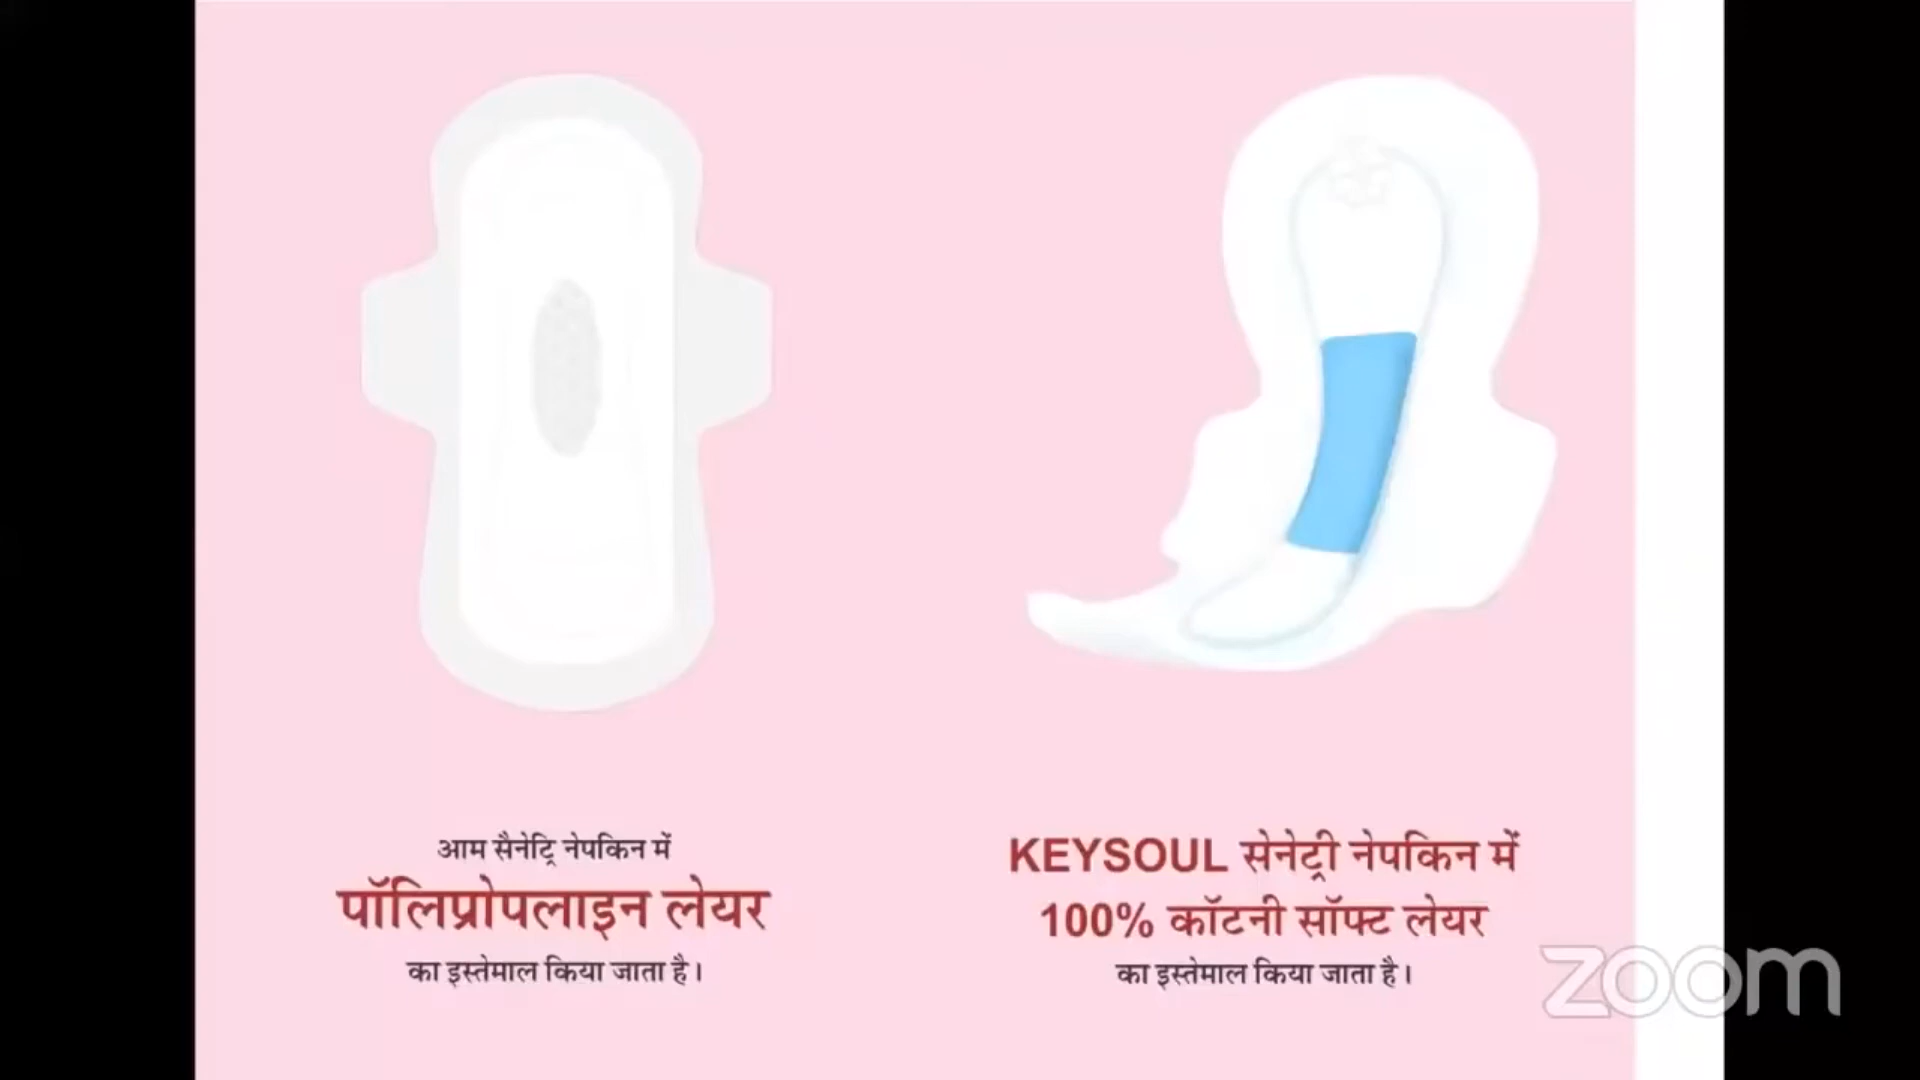 आम सैनेट्रि नेपकिन में
पॉलिप्रोपलाइन लेयर
का इस्तेमाल किया जाता है।
KEYSOUL सेनेट्री नेपकिन में
100% कॉटनी सॉफ्ट लेयर
का इस्तेमाल किया जाता है।
zoom